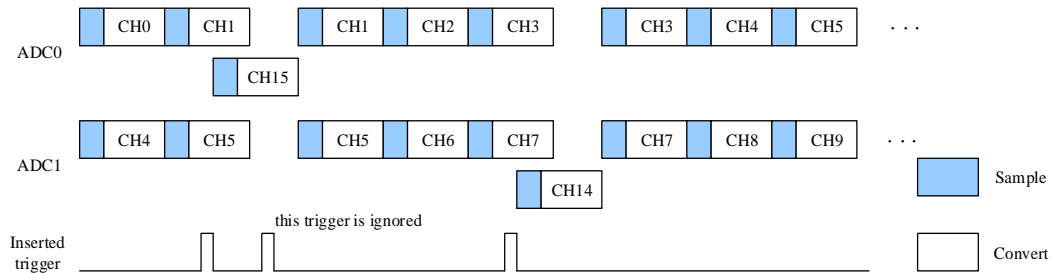 ADC0
CH0 CH1 CH1 CH2 CH3 CH3 CH4 CH5 . . .
CH15
ADC1
CH4 CH5 CH5 CH6 CH7 CH7 CH8 CH9 . . .
CH14
Sample
this trigger is ignored
Inserted
trigger
Convert